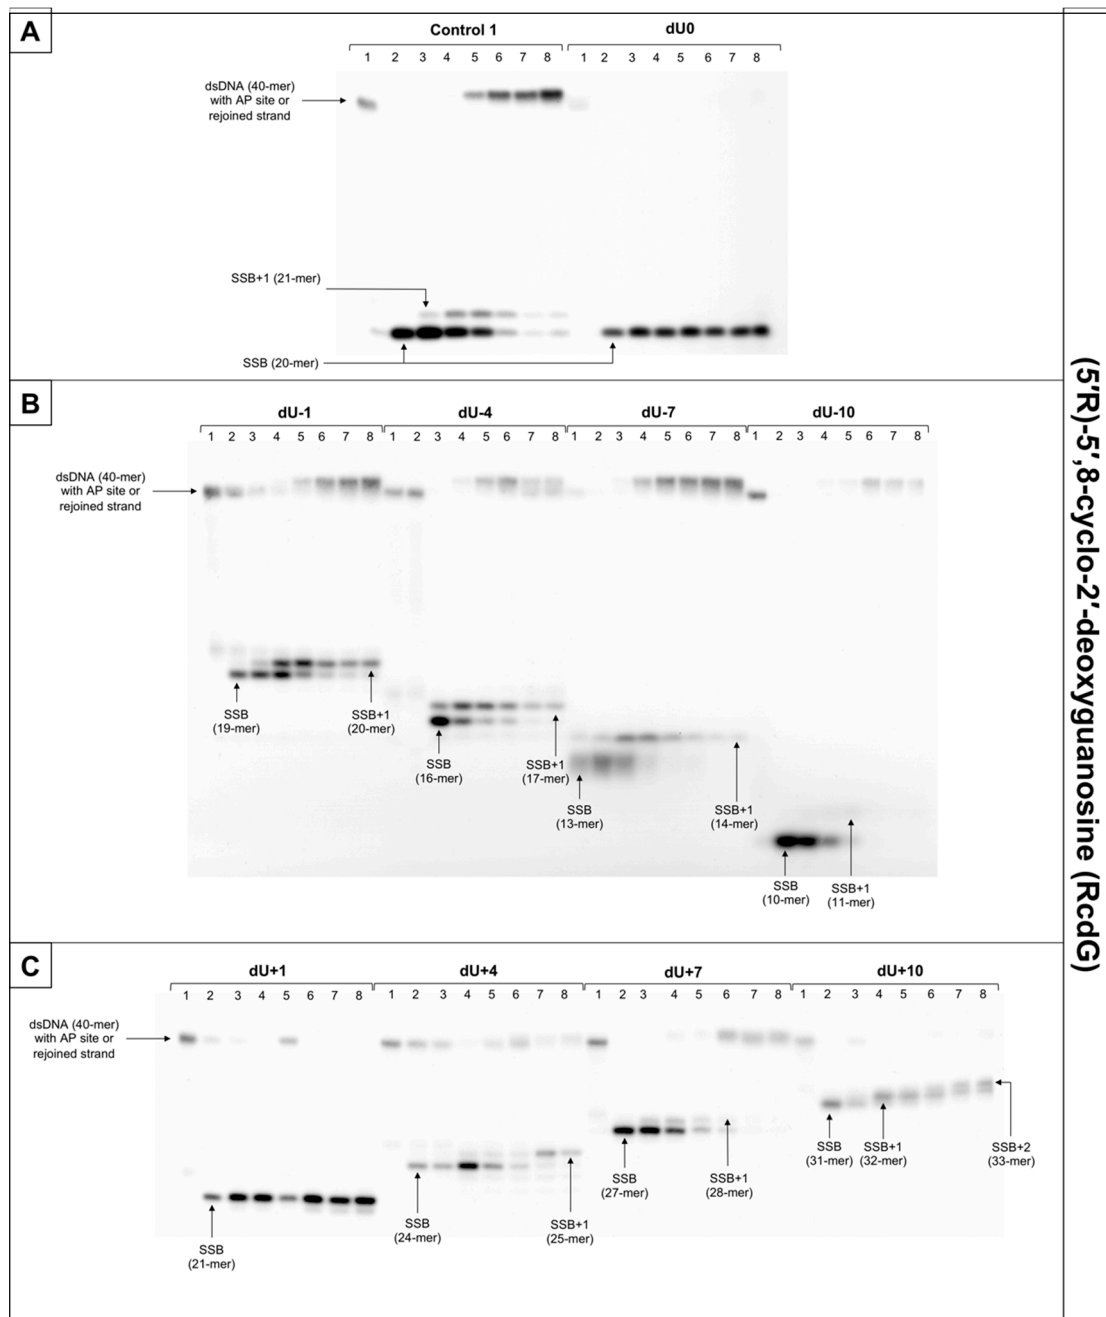 A
Control 1
dU0
1 2 3 4 5 6 7 8 1 2 3 4 5 6 7 8
dsDNA (40-mer)
with AP site or
rejoined strand
SSB+1 (21-mer)
SSB (20-mer)
B
dU-1
dU-4
dU-7
dU-10
1 2 3 4 5 6 7 8 1 2 3 4 5 6 7 8 1 2 3 4 5 6 7 8 1 2 3 4 5 6 7 8
dsDNA (40-mer)
with AP site or
rejoined strand
SSB
(19-mer)
SSB+1
(20-mer)
SSB
(16-mer)
SSB+1
(17-mer)
SSB
(13-mer)
SSB+1
(14-mer)
SSB
(10-mer)
SSB+1
(11-mer)
C
dU+1
dU+4
dU+7
dU+10
1 2 3 4 5 6 7 8 1 2 3 4 5 6 7 8 1 2 3 4 5 6 7 8 1 2 3 4 5 6 7 8
dsDNA (40-mer)
with AP site or
rejoined strand
SSB
(21-mer)
SSB
(24-mer)
SSB+1
(25-mer)
SSB
(27-mer)
SSB+1
(28-mer)
SSB
(31-mer)
SSB+1
(32-mer)
SSB+2
(33-mer)
(5′R)-5′,8-cyclo-2′-deoxyguanosine (RcdG)